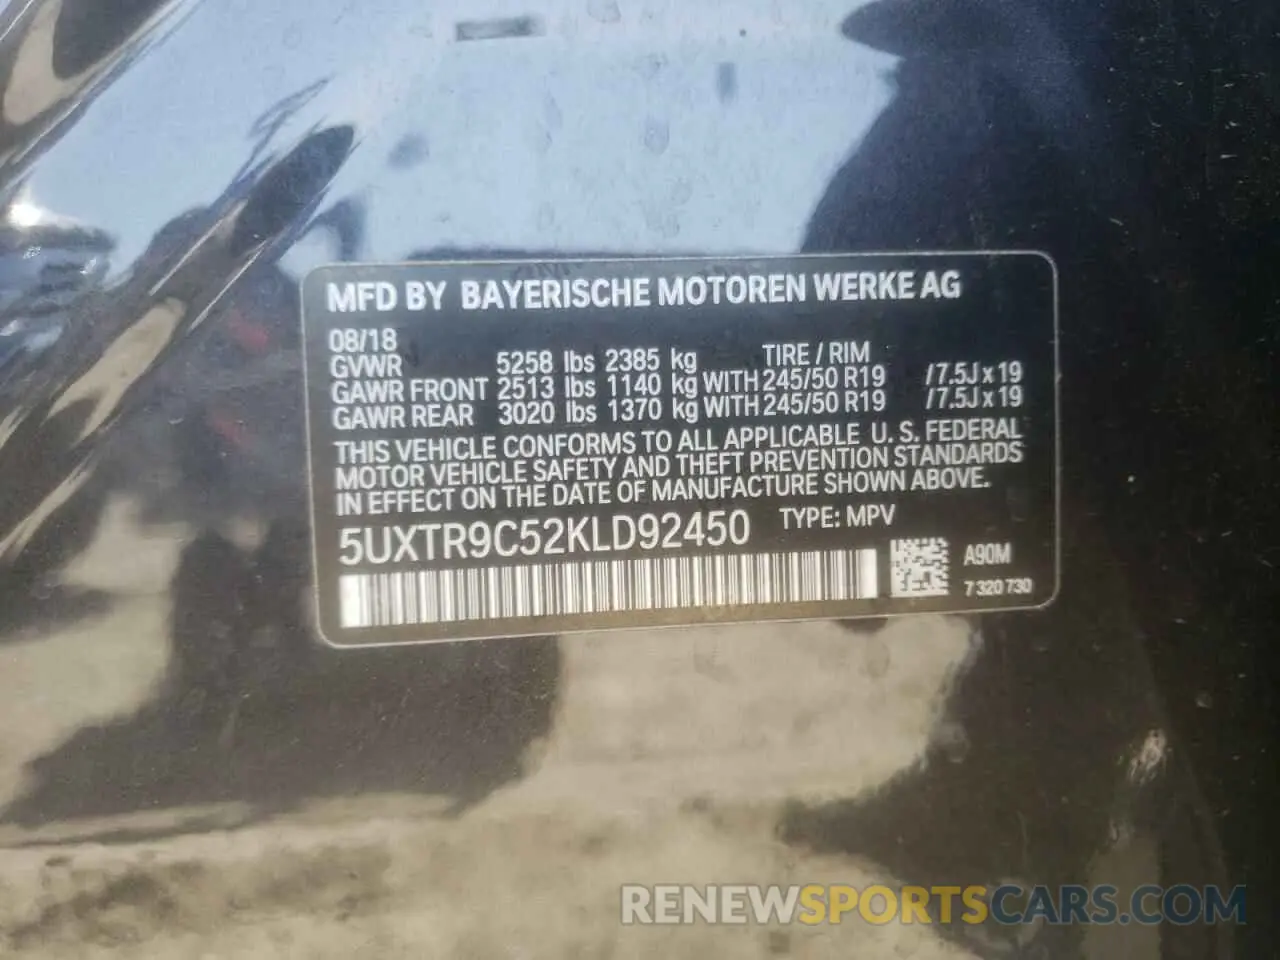 MFD BY BAYERISCHE MOTOREN WERKE AG
08/18
GVWR 5258 lbs 2385 kg TIRE / RIM
GAWR FRONT 2513 lbs 1140 kg WITH 245/50 R19 / 7.5J x 19
GAWR REAR 3020 lbs 1370 kg WITH 245/50 R19 / 7.5J x 19
THIS VEHICLE CONFORMS TO ALL APPLICABLE U. S. FEDERAL
MOTOR VEHICLE SAFETY AND THEFT PREVENTION STANDARDS
IN EFFECT ON THE DATE OF MANUFACTURE SHOWN ABOVE.
5UXTR9C52KLD92450 TYPE: MPV
A90M
7 320 730
RENEWSPORTSCARS.COM